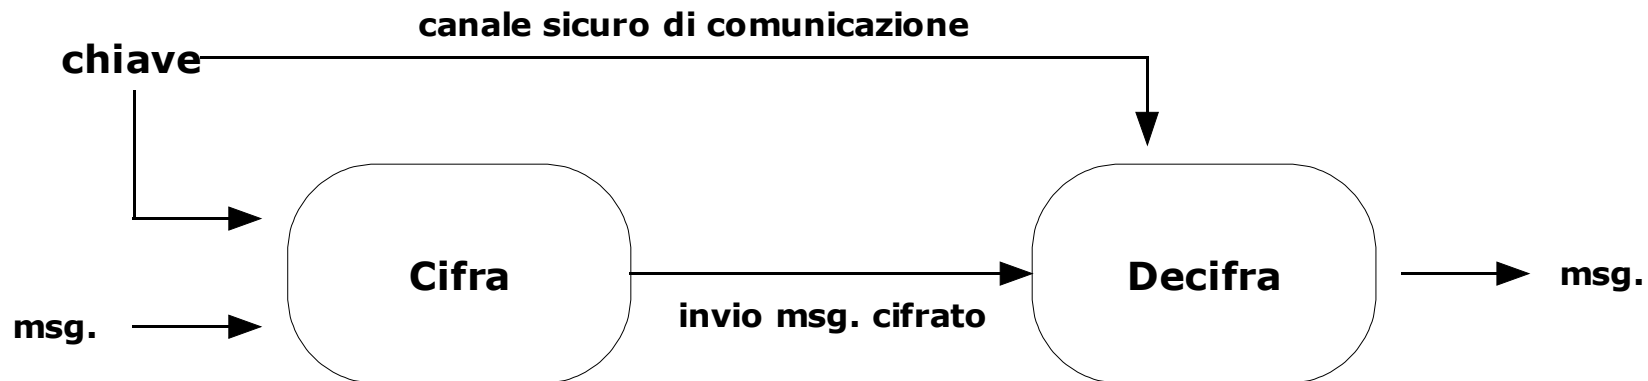 canale sicuro di comunicazione
chiave
Cifra
Decifra
msg.
invio msg. cifrato
msg.